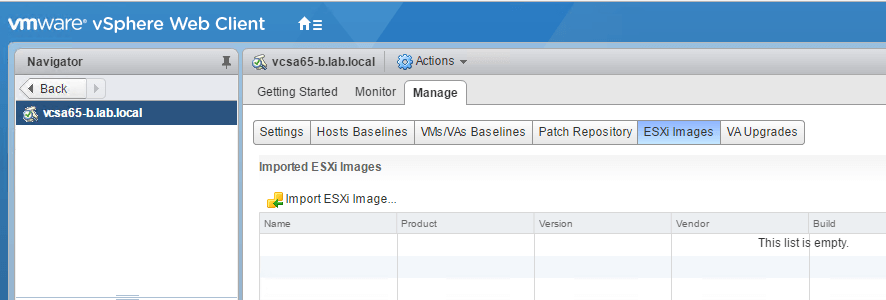 vmware® vSphere Web Client
Navigator
Back
vcsa65-b.lab.local
vcsa65-b.lab.local Actions
Getting Started Monitor Manage
Settings Hosts Baselines VMs/VAs Baselines Patch Repository ESXi Images VA Upgrades
Imported ESXi Images
Import ESXi Image...
Name Product Version Vendor Build
This list is empty.